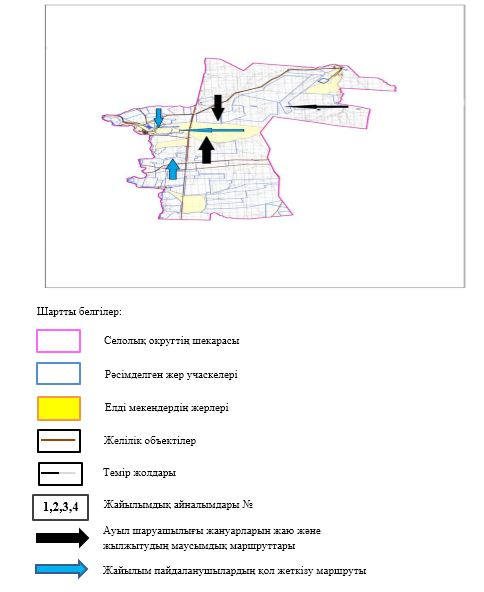 Шартты белгілер:
Селолық округтің шекарасы
Рәсімделген жер учаскелері
Елді мекендердің жерлері
Желілік объектілер
Темір жолдары
1,2,3,4 Жайылымдық айналымдары №
Ауыл шаруашылығы жануарларын жаю және
жылжытудың маусымдық маршруттары
Жайылым пайдаланушылардың қол жеткізу маршруты